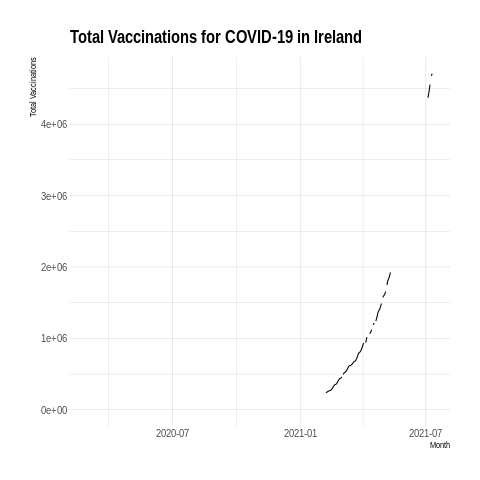 Total Vaccinations for COVID-19 in Ireland
Total Vaccinations
4e+06
3e+06
2e+06
1e+06
0e+00
2020-07
2021-01
2021-07
Month